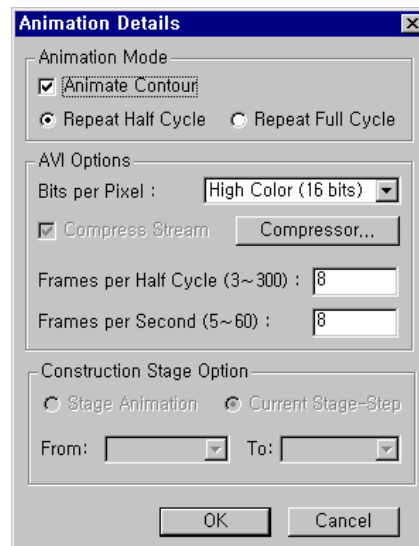 Animation Details
Animation Mode
Animate Contour
Repeat Half Cycle Repeat Full Cycle
AVI Options
Bits per Pixel : High Color (16 bits)
Compress Stream Compressor...
Frames per Half Cycle (3~300) : 8
Frames per Second (5~60) : 8
Construction Stage Option
Stage Animation Current Stage-Step
From: To:
OK Cancel